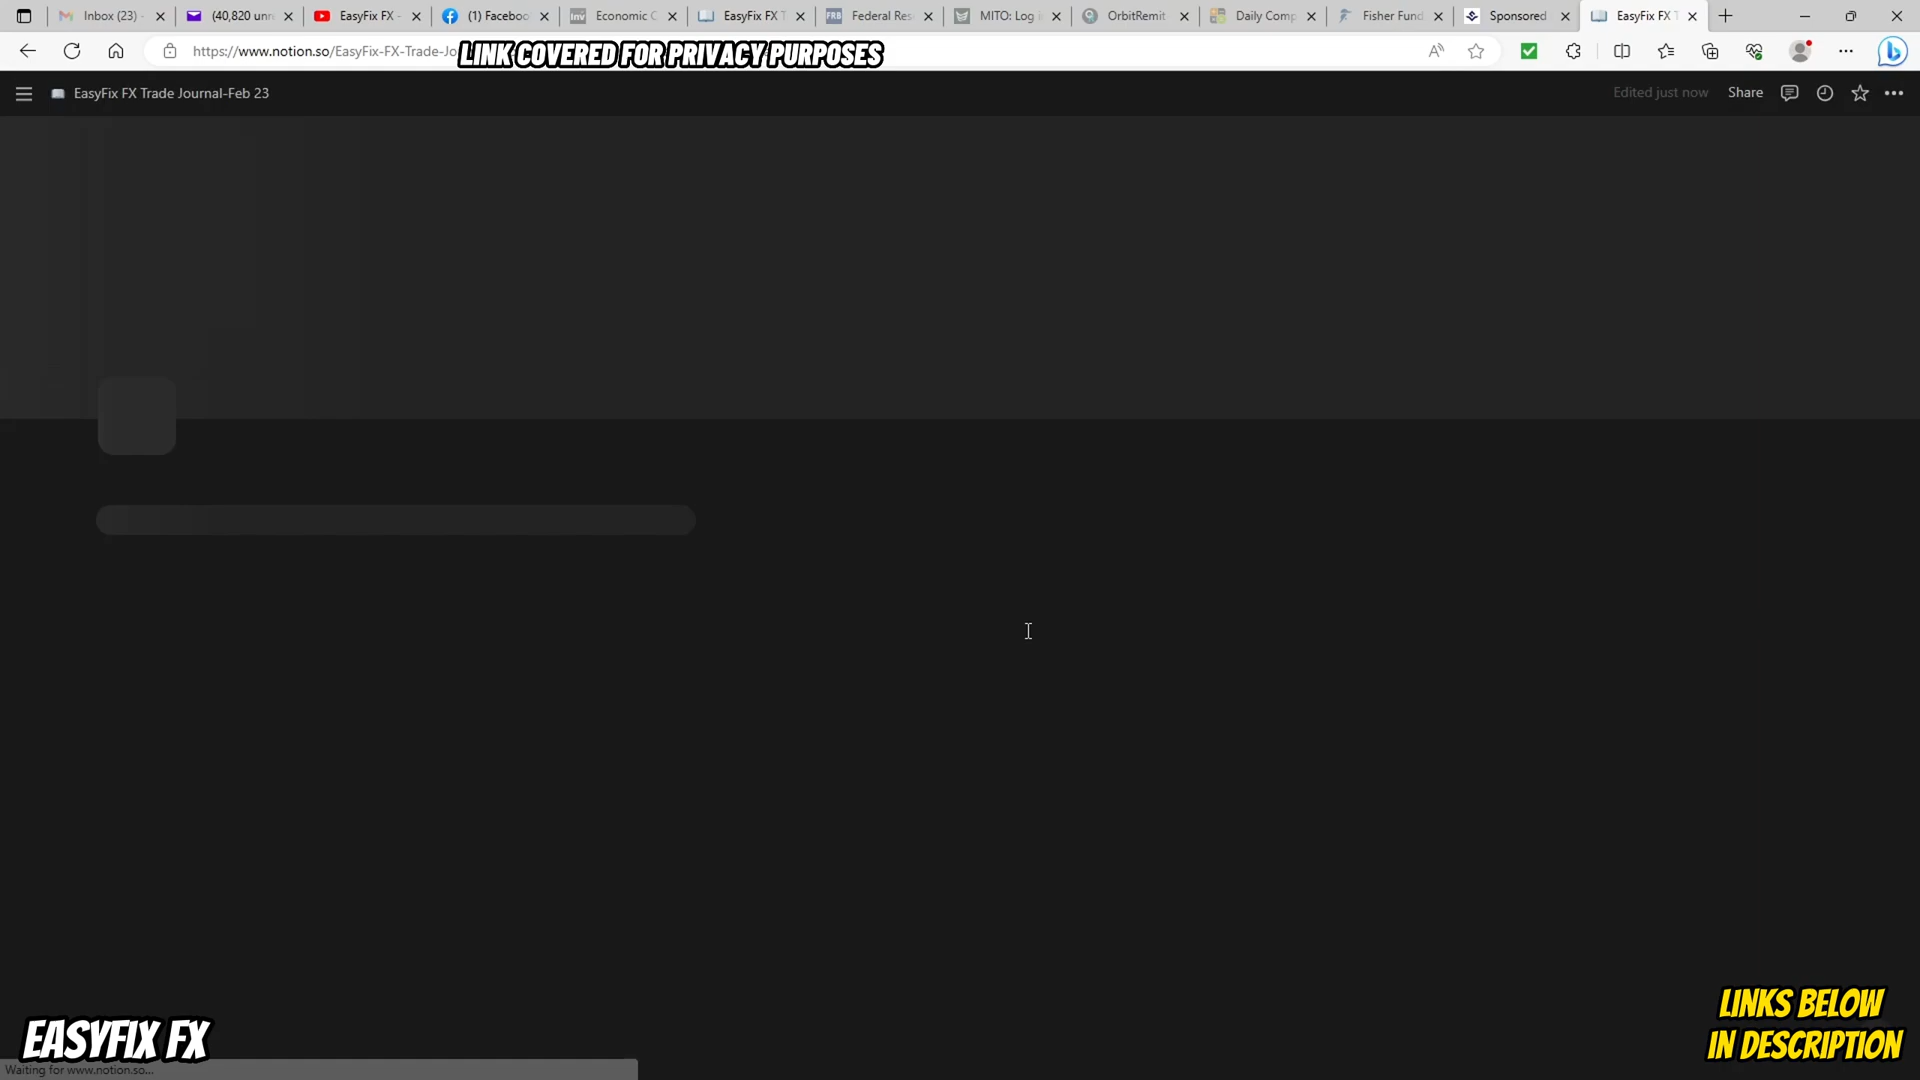 Inbox (23) -
(40,820 unr
EasyFix FX -
(1) Faceboo
Inv
Economic C
EasyFix FX T
FRB
Federal Res
MITO: Log i
OrbitRemit
Daily Comp
Fisher Fund
Sponsored
EasyFix FX T
https://www.notion.so/EasyFix-FX-Trade-Jo
LINK COVERED FOR PRIVACY PURPOSES
EasyFix FX Trade Journal-Feb 23
Edited just now
Share
LINKS BELOW
IN DESCRIPTION
EASYFIX FX
Waiting for www.notion.so...